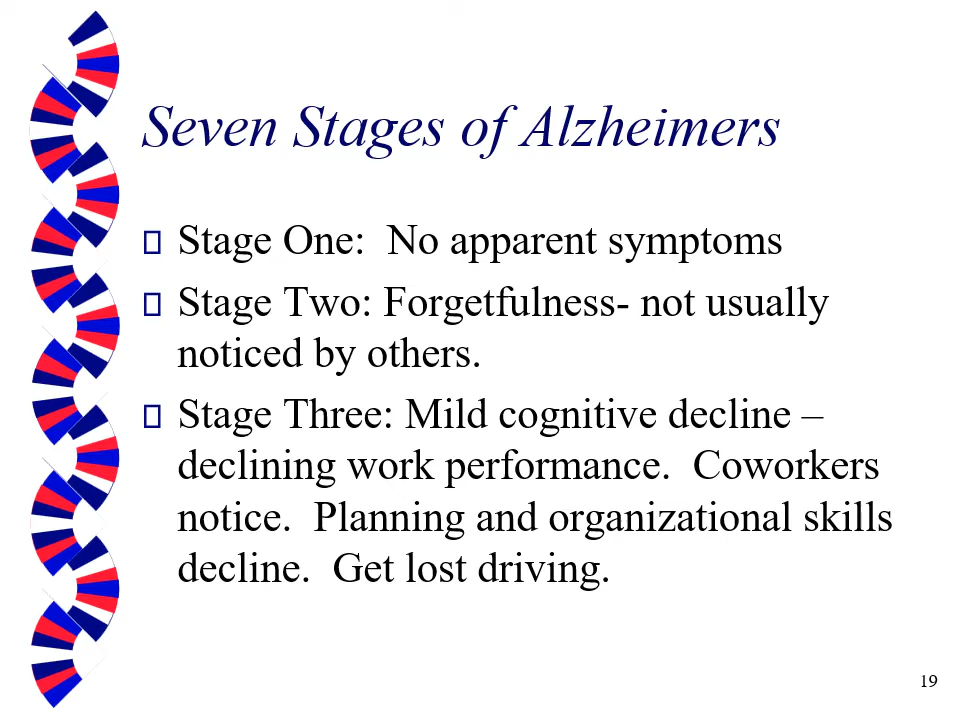 Seven Stages of Alzheimers
Stage One:  No apparent symptoms
Stage Two: Forgetfulness- not usually
noticed by others.
Stage Three: Mild cognitive decline –
declining work performance.  Coworkers
notice.  Planning and organizational skills
decline.  Get lost driving.
19